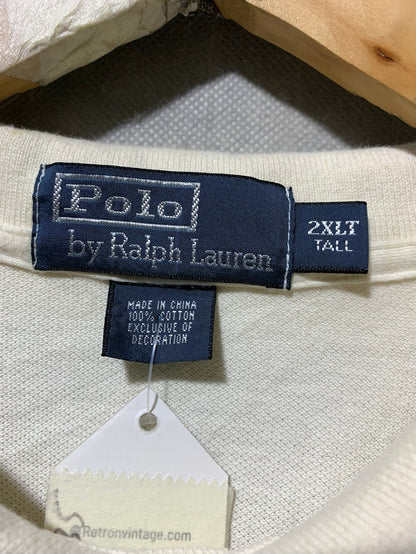 Polo
by Ralph Lauren
2XLT
TALL
MADE IN CHINA
100% COTTON
EXCLUSIVE OF
DECORATION
Retronvintage.com